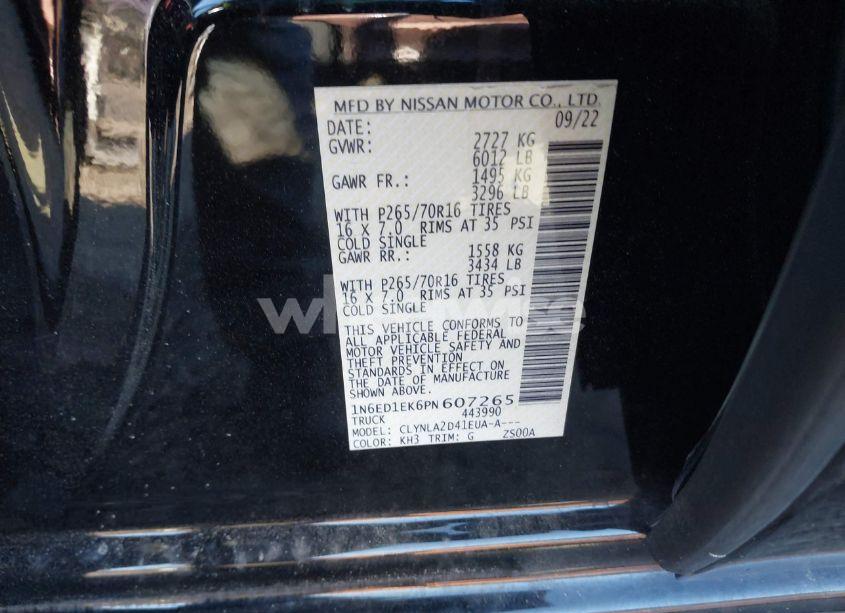 MFD BY NISSAN MOTOR CO., LTD.
DATE: 09/22
GVWR: 2727 KG
6012 LB
GAWR FR.: 1495 KG
3296 LB
WITH P265/70R16 TIRES
16 X 7.0 RIMS AT 35 PSI
COLD SINGLE
GAWR RR.: 1558 KG
3434 LB
WITH P265/70R16 TIRES
16 X 7.0 RIMS AT 35 PSI
COLD SINGLE
THIS VEHICLE CONFORMS TO
ALL APPLICABLE FEDERAL
MOTOR VEHICLE SAFETY AND
THEFT PREVENTION
STANDARDS IN EFFECT ON
THE DATE OF MANUFACTURE
SHOWN ABOVE.
1N6ED1EK6PN607265
TRUCK 443990
MODEL: CLYNLA2D41EUA-A---
COLOR: KH3 TRIM: G ZS00A